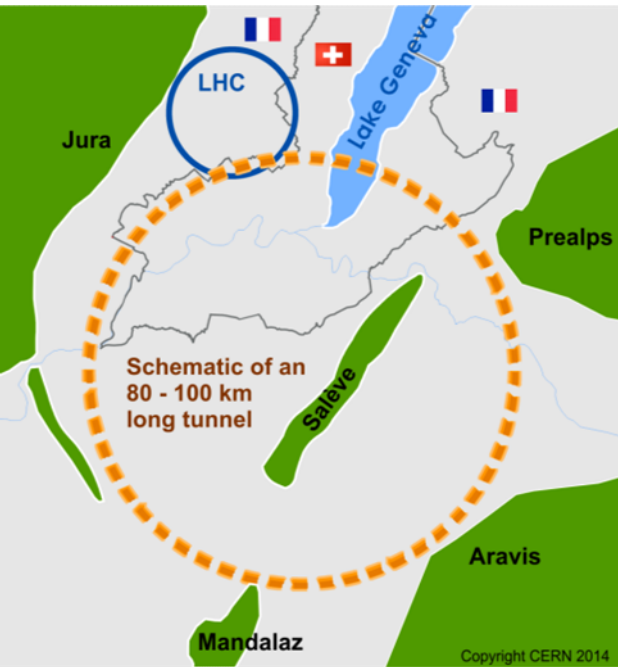 LHC
Lake Geneva
Jura
Prealps
Schematic of an
80 - 100 km
long tunnel
Salève
Aravis
Mandalaz
Copyright CERN 2014